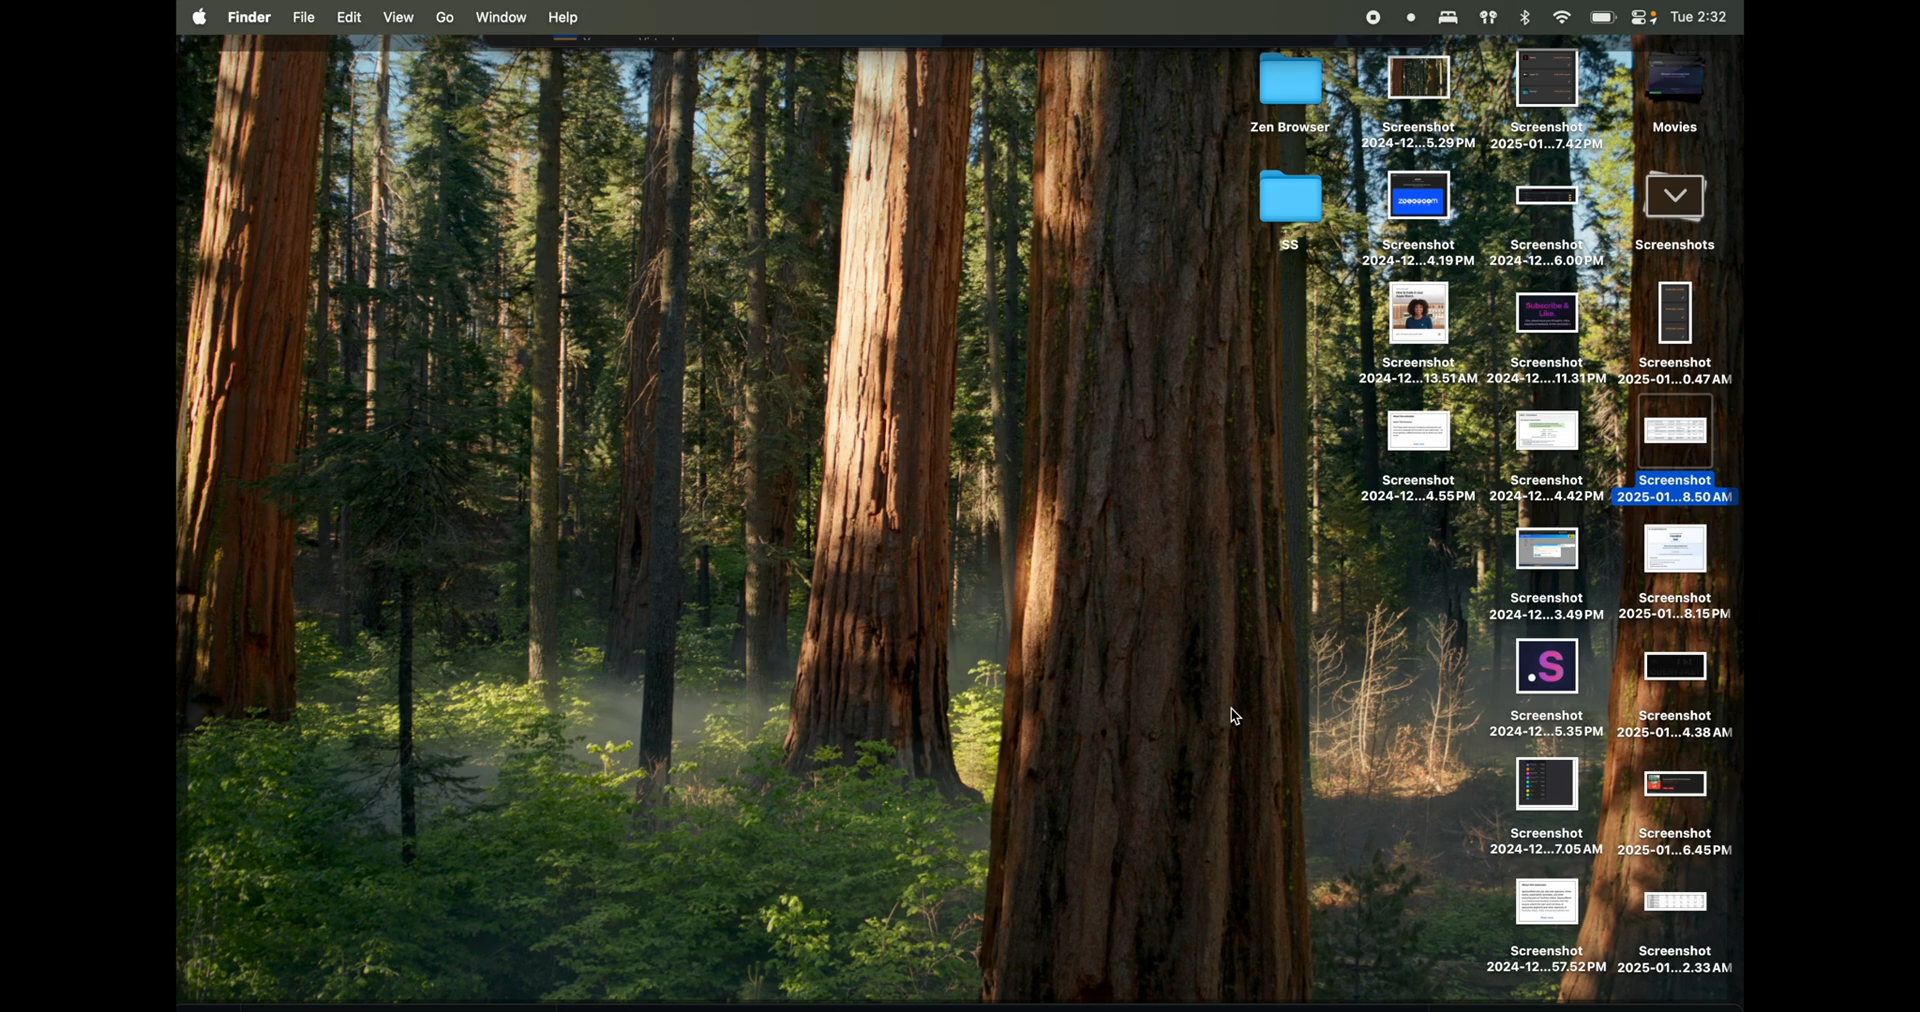 Finder File Edit View Go Window Help Tue 2:32
Zen Browser
Screenshot
2024-12...5.29 PM
Screenshot
2025-01...7.42 PM
Movies
zoooooom
SS
Screenshot
2024-12...4.19 PM
Screenshot
2024-12...6.00 PM
Screenshots
Subscribe &
Like.
Screenshot
2024-12...13.51 AM
Screenshot
2024-12....11.31 PM
Screenshot
2025-01...0.47 AM
Screenshot
2024-12...4.55 PM
Screenshot
2024-12...4.42 PM
Screenshot
2025-01...8.50 AM
Screenshot
2024-12...3.49 PM
Screenshot
2025-01...8.15 PM
.S
Screenshot
2024-12...5.35 PM
Screenshot
2025-01...4.38 AM
Screenshot
2024-12...7.05 AM
Screenshot
2025-01...6.45 PM
Screenshot
2024-12...57.52 PM
Screenshot
2025-01...2.33 AM